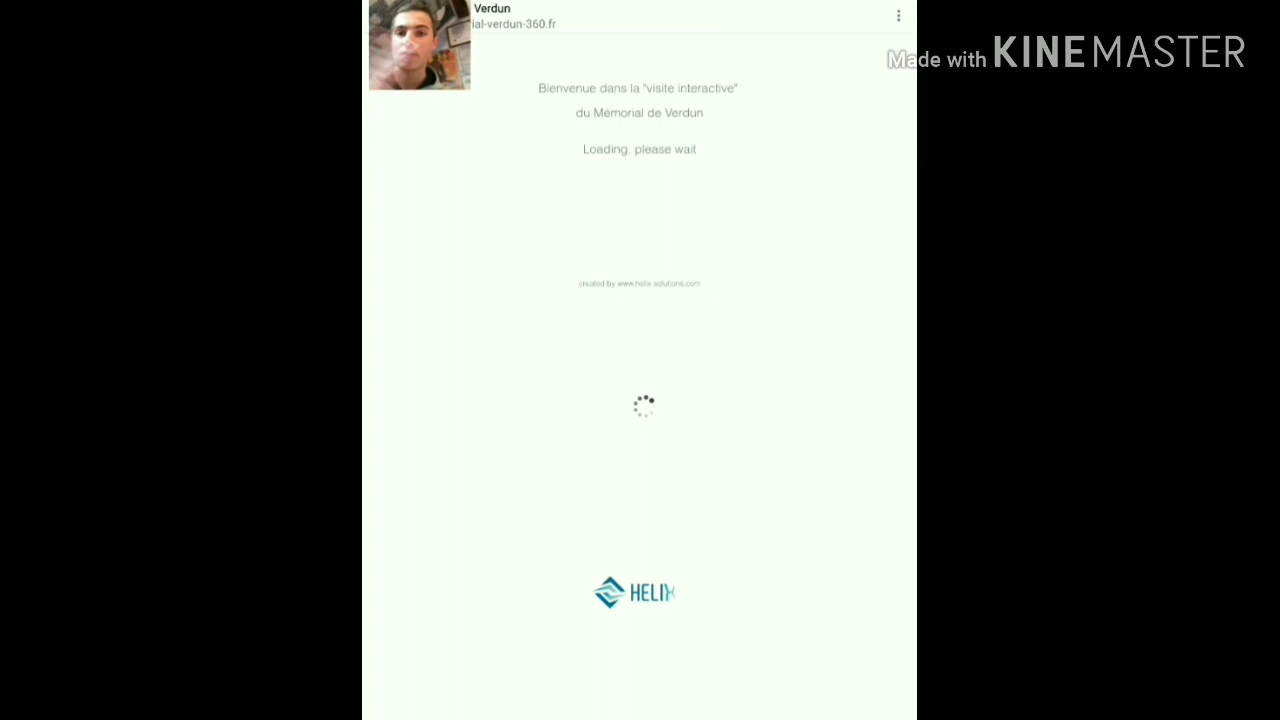 Verdun
ial-verdun-360.fr
Made with KINEMASTER
Bienvenue dans la "visite interactive"
du Mémorial de Verdun
Loading, please wait
created by www.helix-solutions.com
HELIX